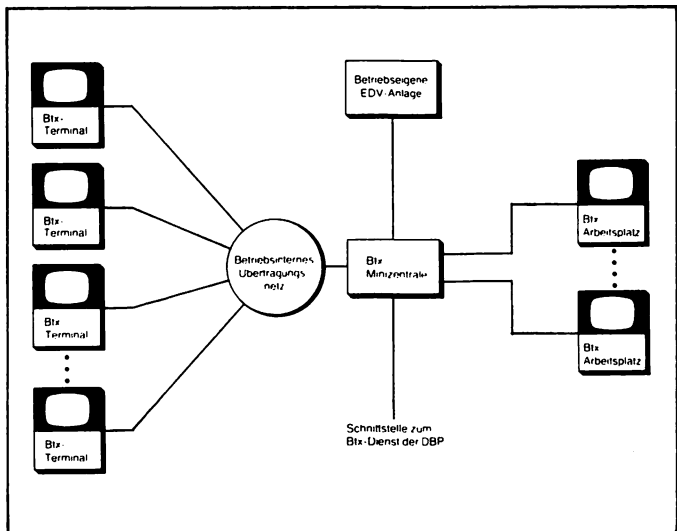 Btx-
Terminal
Btx-
Terminal
Btx
Terminal
Btx-
Terminal
Betriebsinternes
Übertragungs
netz
Betriebseigene
EDV-Anlage
Btx
Minizentrale
Schnittstelle zum
Btx-Dienst der DBP
Btx
Arbeitsplatz
Btx
Arbeitsplatz